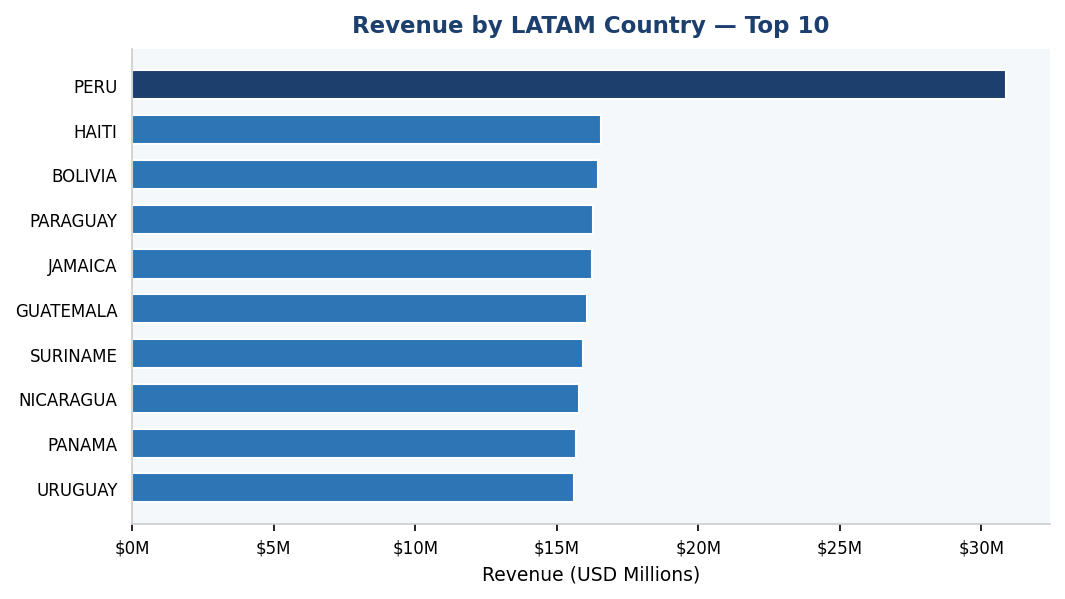 Revenue by LATAM Country — Top 10
PERU
HAITI
BOLIVIA
PARAGUAY
JAMAICA
GUATEMALA
SURINAME
NICARAGUA
PANAMA
URUGUAY
$0M $5M $10M $15M $20M $25M $30M
Revenue (USD Millions)